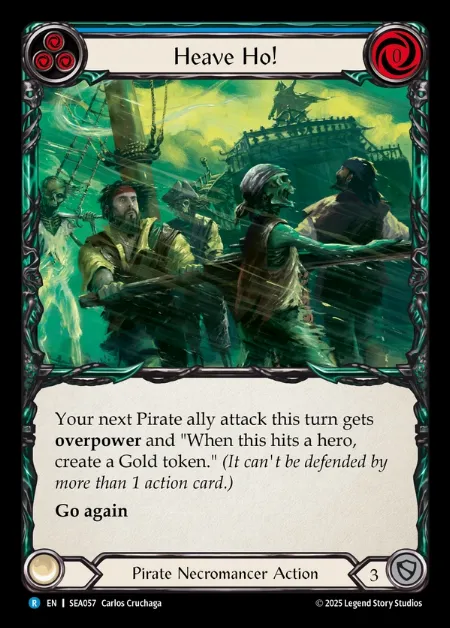 Heave Ho!
0
Your next Pirate ally attack this turn gets
overpower and "When this hits a hero,
create a Gold token." (It can't be defended by
more than 1 action card.)
Go again
Pirate Necromancer Action
3
R EN | SEA057 Carlos Cruchaga
© 2025 Legend Story Studios